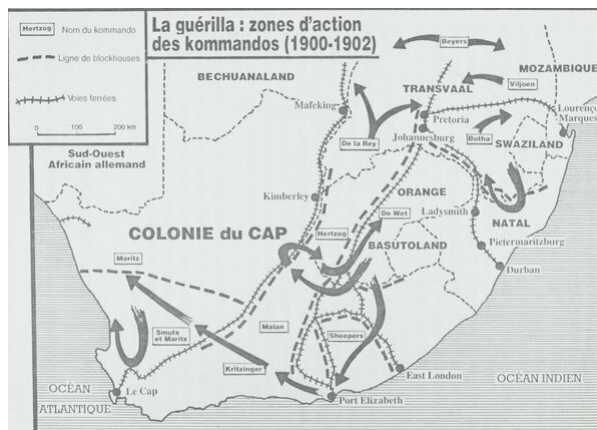 La guérilla : zones d'action
des kommandos (1900-1902)
Hertzog
Nom du kommando
Ligne de blockhouses
Voies ferrées
0 100 200 km
Sud-Ouest
Africain allemand
BECHUANALAND
Beyers
MOZAMBIQUE
TRANSVAAL
Viljoen
Mafeking
Pretoria
Lourenço
Marques
Johannesburg
Botha
De la Rey
SWAZILAND
Kimberley
ORANGE
De Wet
Ladysmith
NATAL
COLONIE du CAP
Hertzog
BASUTOLAND
Pietermaritzburg
Maritz
Durban
Smuts
et Maritz
Malan
Sheepers
Kritzinger
East London
OCÉAN INDIEN
OCÉAN
ATLANTIQUE
Le Cap
Port Elizabeth